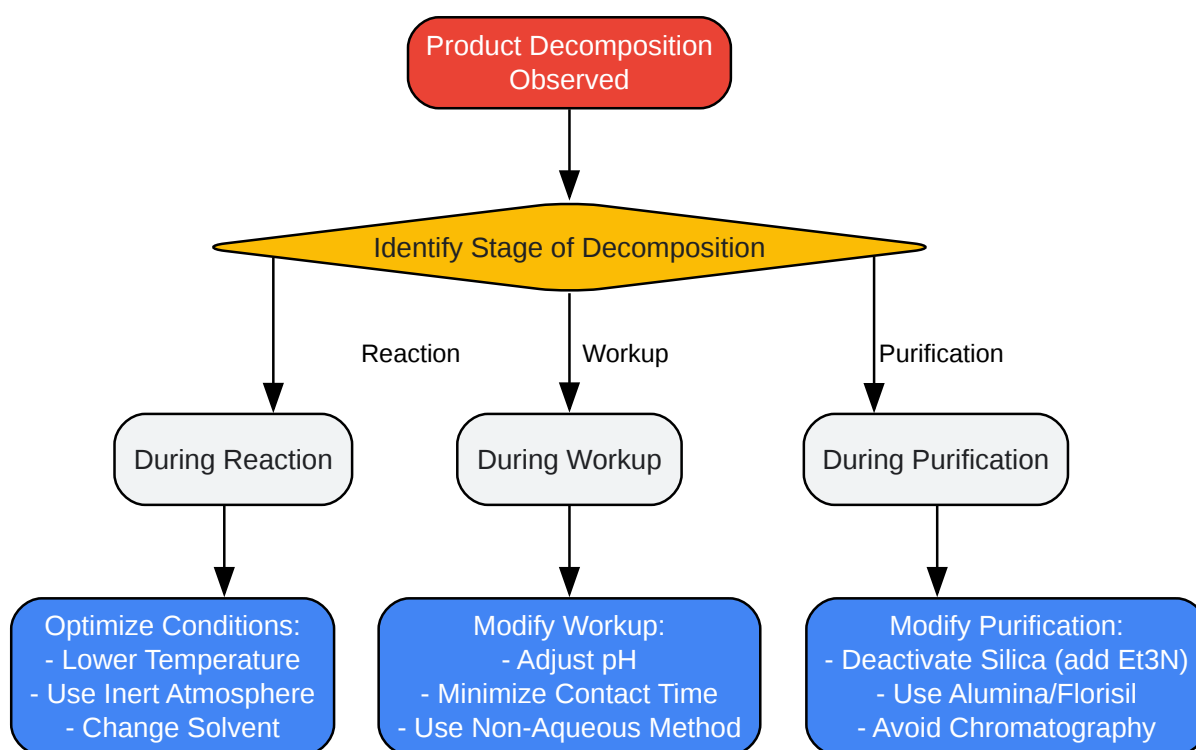 Product Decomposition
Observed
Identify Stage of Decomposition
Reaction
Workup
Purification
During Reaction
During Workup
During Purification
Optimize Conditions:
- Lower Temperature
- Use Inert Atmosphere
- Change Solvent
Modify Workup:
- Adjust pH
- Minimize Contact Time
- Use Non-Aqueous Method
Modify Purification:
- Deactivate Silica (add Et3N)
- Use Alumina/Florisil
- Avoid Chromatography